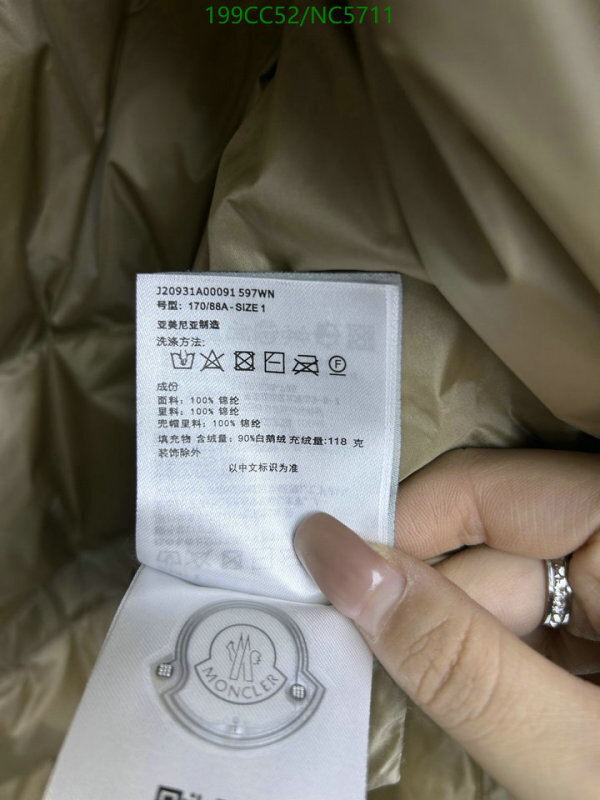 199CC52/NC5711
J20931A00091 597WN
号型: 170/88A-SIZE 1
亚美尼亚制造
洗涤方法:
F
成份
面料: 100% 锦纶
里料: 100% 锦纶
兜帽里料: 100% 锦纶
填充物 含绒量: 90%白鹅绒 充绒量:118 克
装饰除外
以中文标识为准
MONCLER